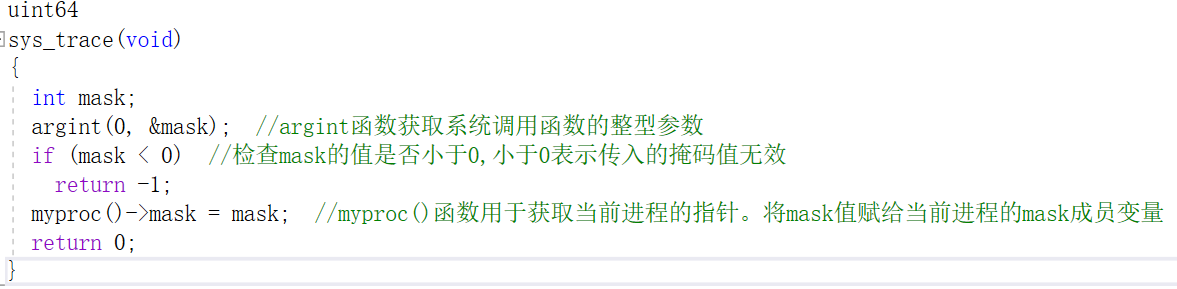 uint64
sys_trace(void)
{
int mask;
argint(0, &mask);  //argint函数获取系统调用函数的整型参数
if (mask < 0)  //检查mask的值是否小于0,小于0表示传入的掩码值无效
return -1;
myproc()->mask = mask;  //myproc()函数用于获取当前进程的指针。将mask值赋给当前进程的mask成员变量
return 0;
}